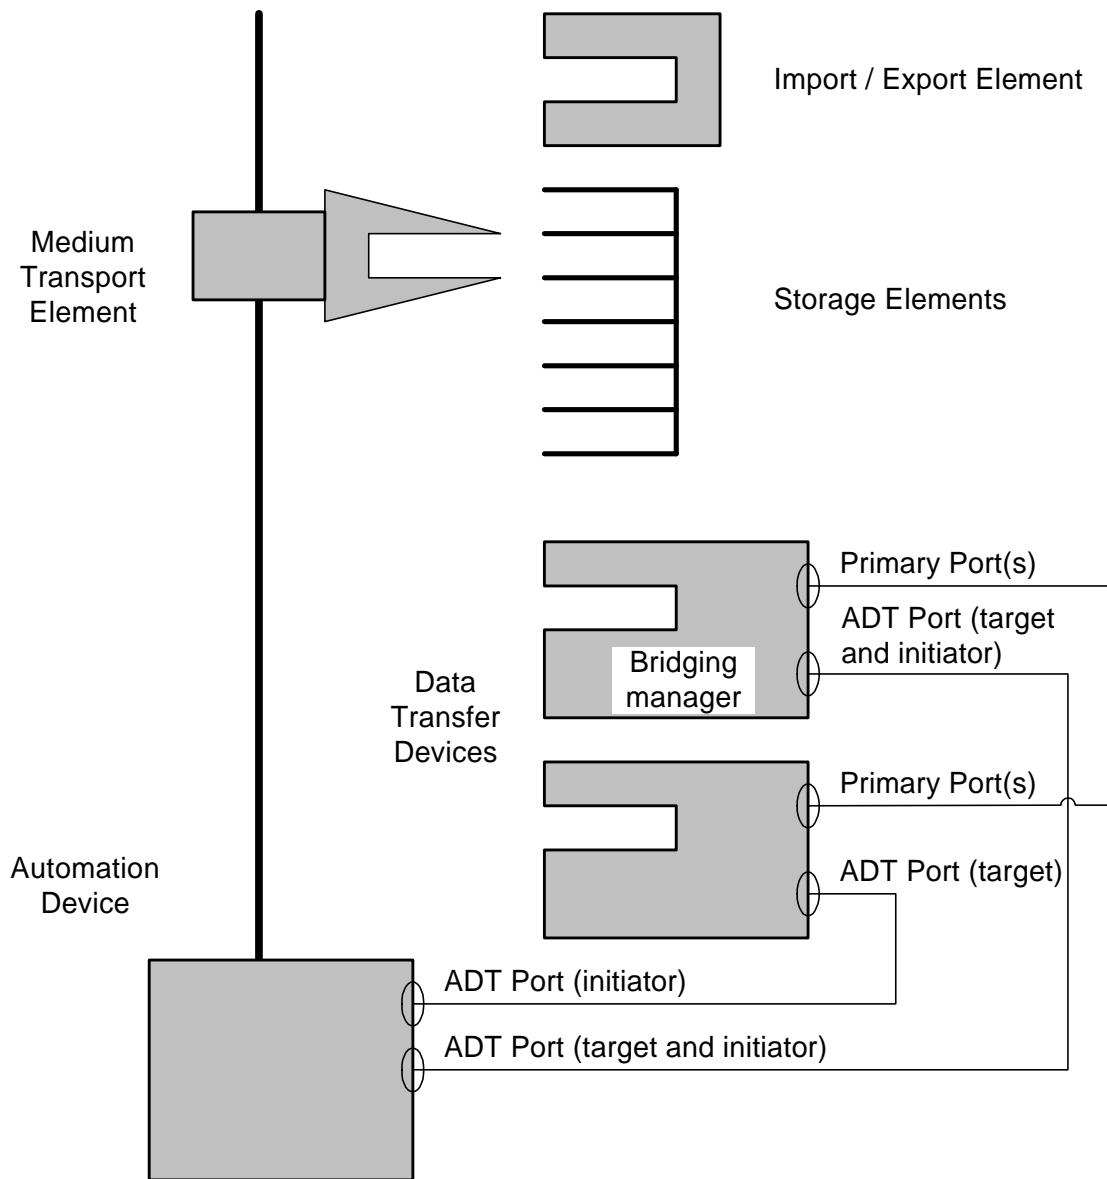 Import / Export Element
Medium
Transport
Element
Storage Elements
Primary Port(s)
ADT Port (target
and initiator)
Bridging
manager
Data
Transfer
Devices
Primary Port(s)
ADT Port (target)
Automation
Device
ADT Port (initiator)
ADT Port (target and initiator)